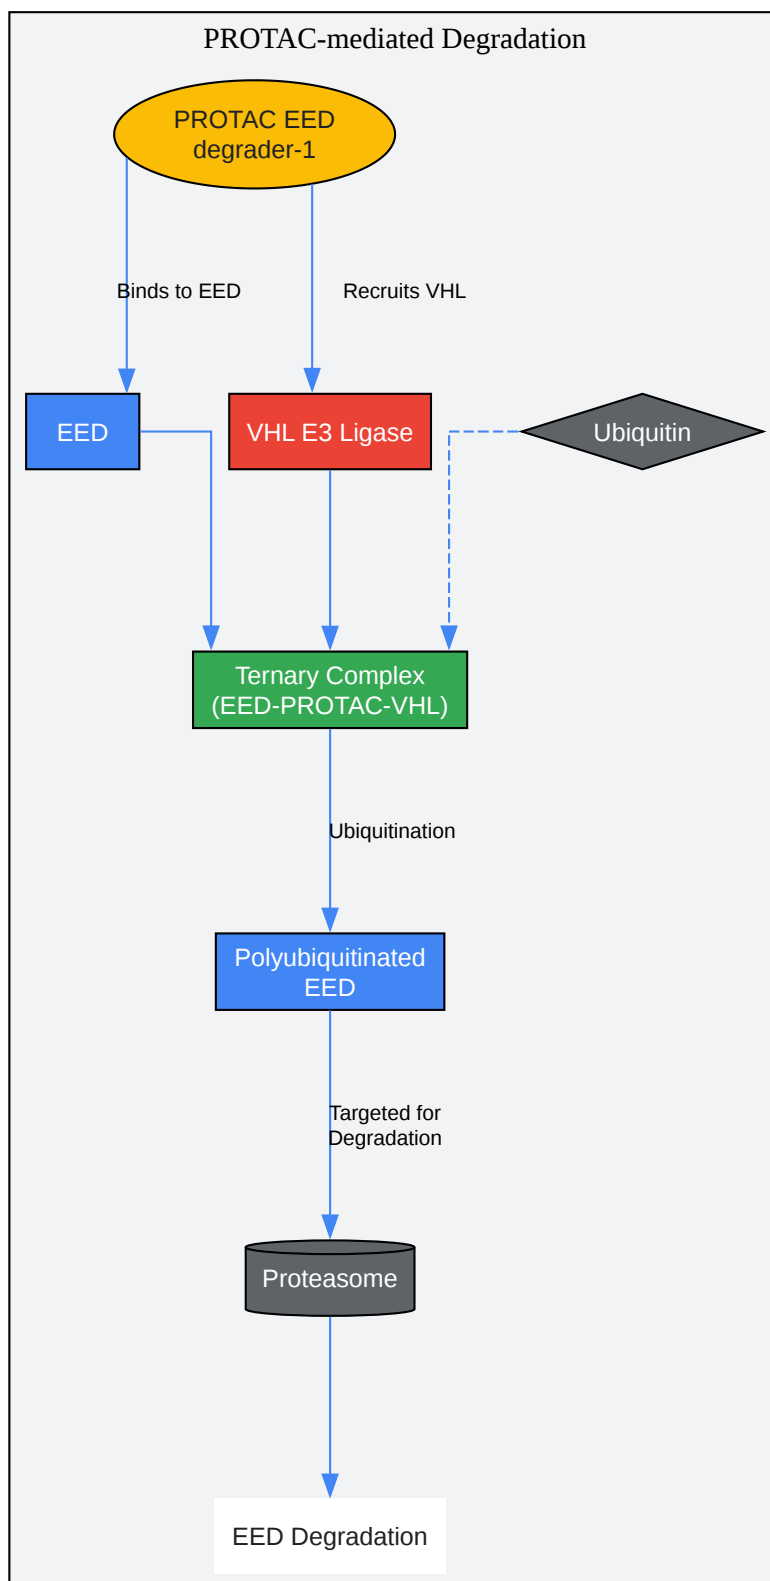 PROTAC-mediated Degradation
PROTAC EED
degrader-1
Binds to EED
Recruits VHL
EED
VHL E3 Ligase
Ubiquitin
Ternary Complex
(EED-PROTAC-VHL)
Ubiquitination
Polyubiquitinated
EED
Targeted for
Degradation
Proteasome
EED Degradation